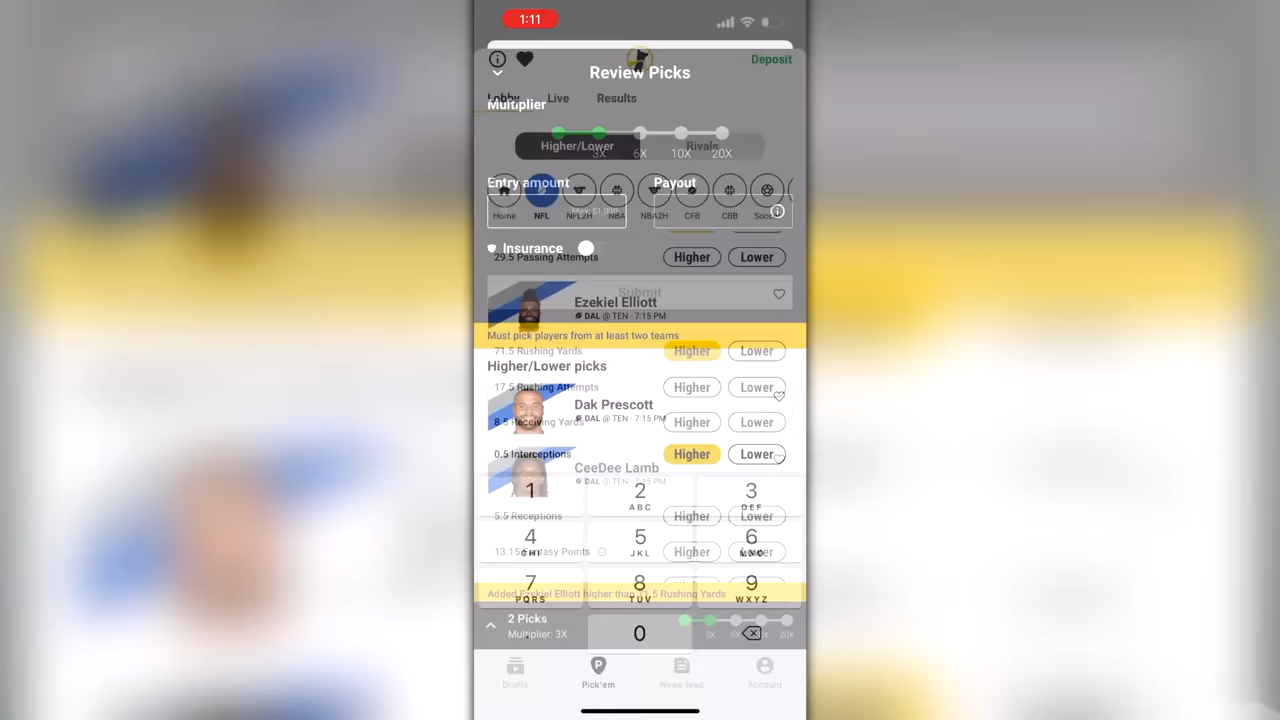 1:11
Deposit
Review Picks
Lobby Live Results
Multiplier
Higher/Lower Rivals
3X 6X 10X 20X
Entry amount Payout
Max: $1,000
Home NFL NFL2H NBA NBA2H CFB CBB Socc
Insurance
29.5 Passing Attempts Higher Lower
Submit
Ezekiel Elliott
DAL @ TEN · 7:15 PM
Must pick players from at least two teams
71.5 Rushing Yards Higher Lower
Higher/Lower picks
17.5 Rushing Attempts Higher Lower
Dak Prescott
DAL @ TEN · 7:15 PM
8.5 Receiving Yards Higher Lower
0.5 Interceptions Higher Lower
CeeDee Lamb
DAL @ TEN · 7:15 PM
1 2 3
ABC DEF
5.5 Receptions Higher Lower
4 5 6
GHI JKL MNO
13.15 Fantasy Points Higher Lower
7 8 9
PQRS TUV WXYZ
Added Ezekiel Elliott higher than 71.5 Rushing Yards
2 Picks
Multiplier: 3X
3X 6X 20X
0
Drafts Pick'em News feed Account